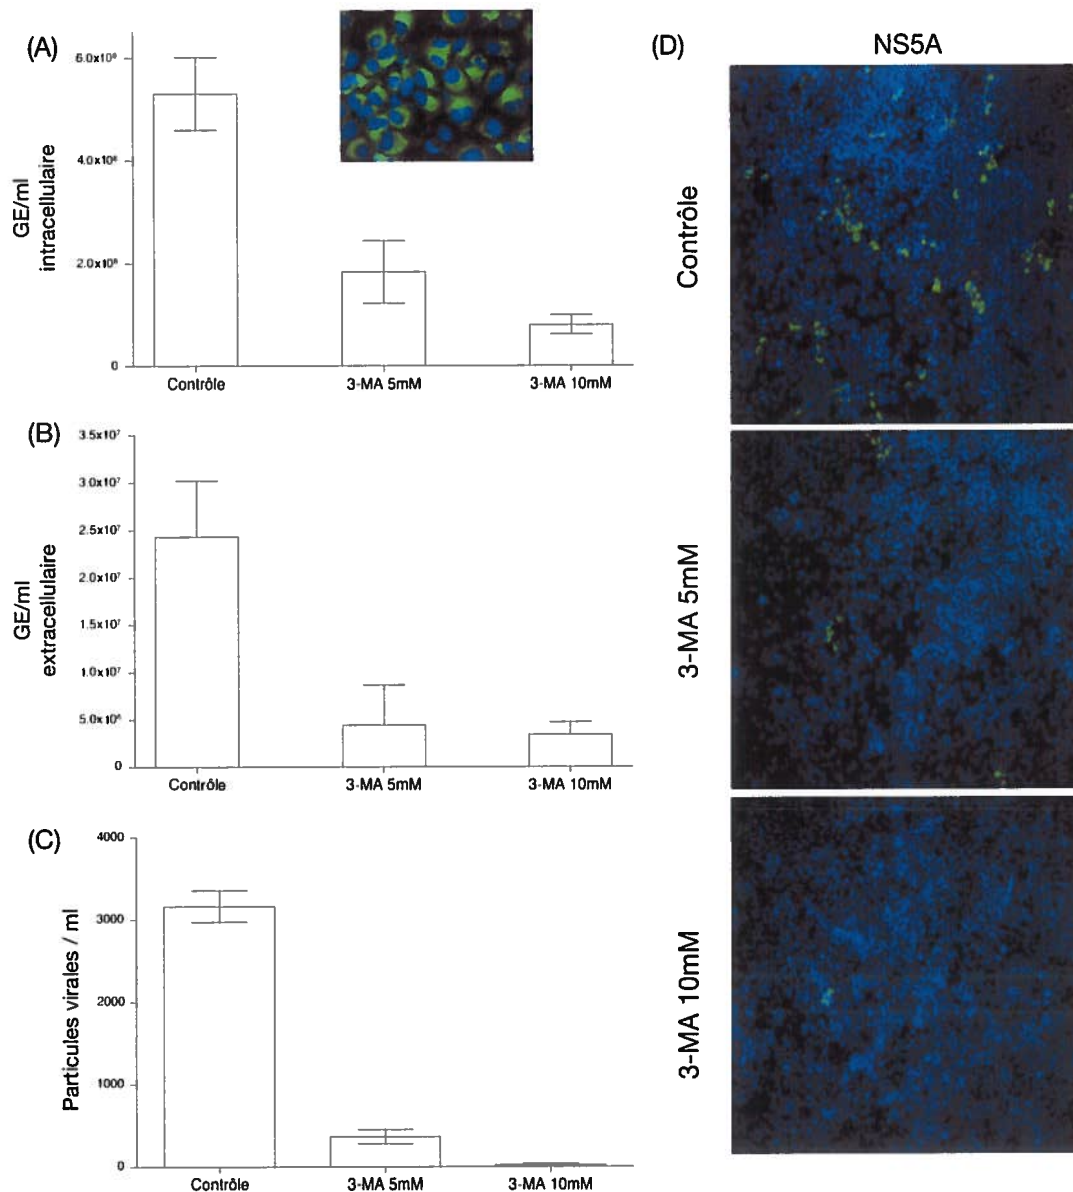 (A)
6.0x10⁸
4.0x10⁸
2.0x10⁸
0
GE/ml
intracellulaire
Contrôle
3-MA 5mM
3-MA 10mM
(B)
3.5x10⁷
3.0x10⁷
2.5x10⁷
2.0x10⁷
1.5x10⁷
1.0x10⁷
5.0x10⁶
0
GE/ml
extracellulaire
Contrôle
3-MA 5mM
3-MA 10mM
(C)
4000
3000
2000
1000
0
Particules virales / ml
Contrôle
3-MA 5mM
3-MA 10mM
(D)
NS5A
Contrôle
3-MA 5mM
3-MA 10mM